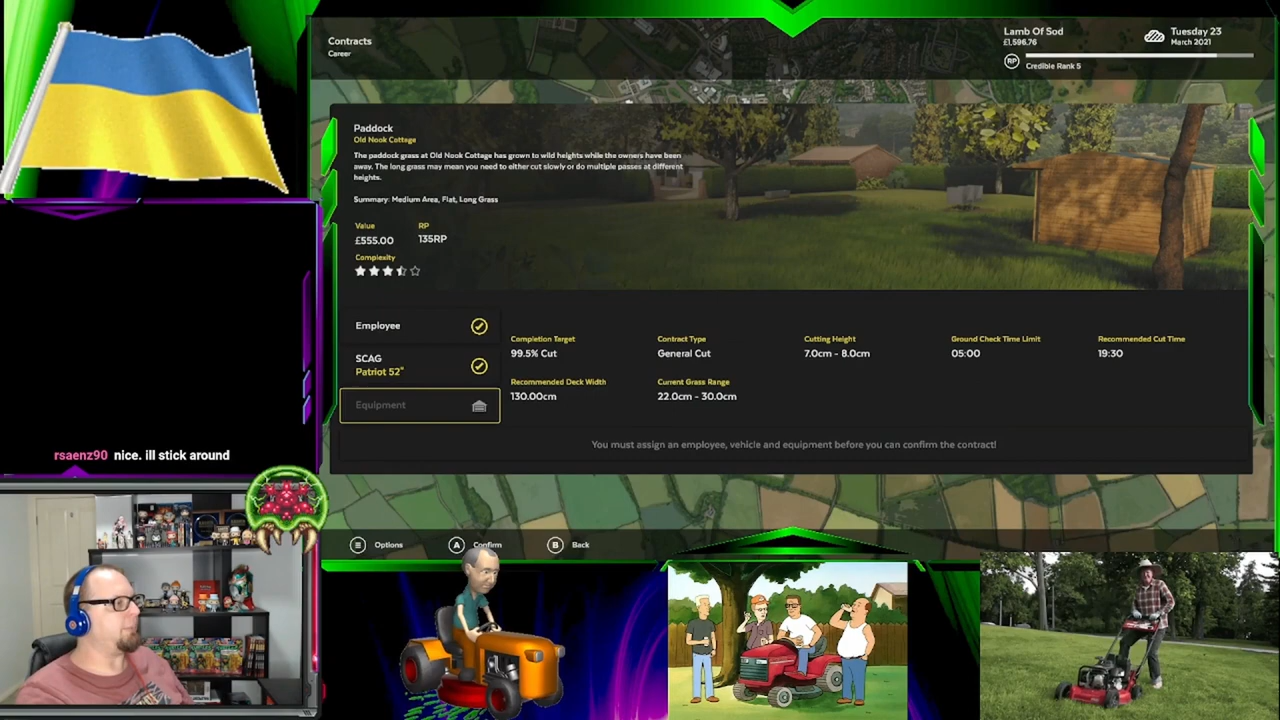 Contracts
Career
Lamb Of Sod
£1,596.76
Tuesday 23
March 2021
RP
Credible Rank 5
Paddock
Old Nook Cottage
The paddock grass at Old Nook Cottage has grown to wild heights while the owners have been
away. The long grass may mean you need to either cut slowly or do multiple passes at different
heights.
Summary: Medium Area, Flat, Long Grass
Value
£555.00
RP
135RP
Complexity
Employee
SCAG
Patriot 52"
Equipment
Completion Target
99.5% Cut
Contract Type
General Cut
Cutting Height
7.0cm - 8.0cm
Ground Check Time Limit
05:00
Recommended Cut Time
19:30
Recommended Deck Width
130.00cm
Current Grass Range
22.0cm - 30.0cm
You must assign an employee, vehicle and equipment before you can confirm the contract!
rsaenz90 nice. ill stick around
Options
A Confirm
B Back